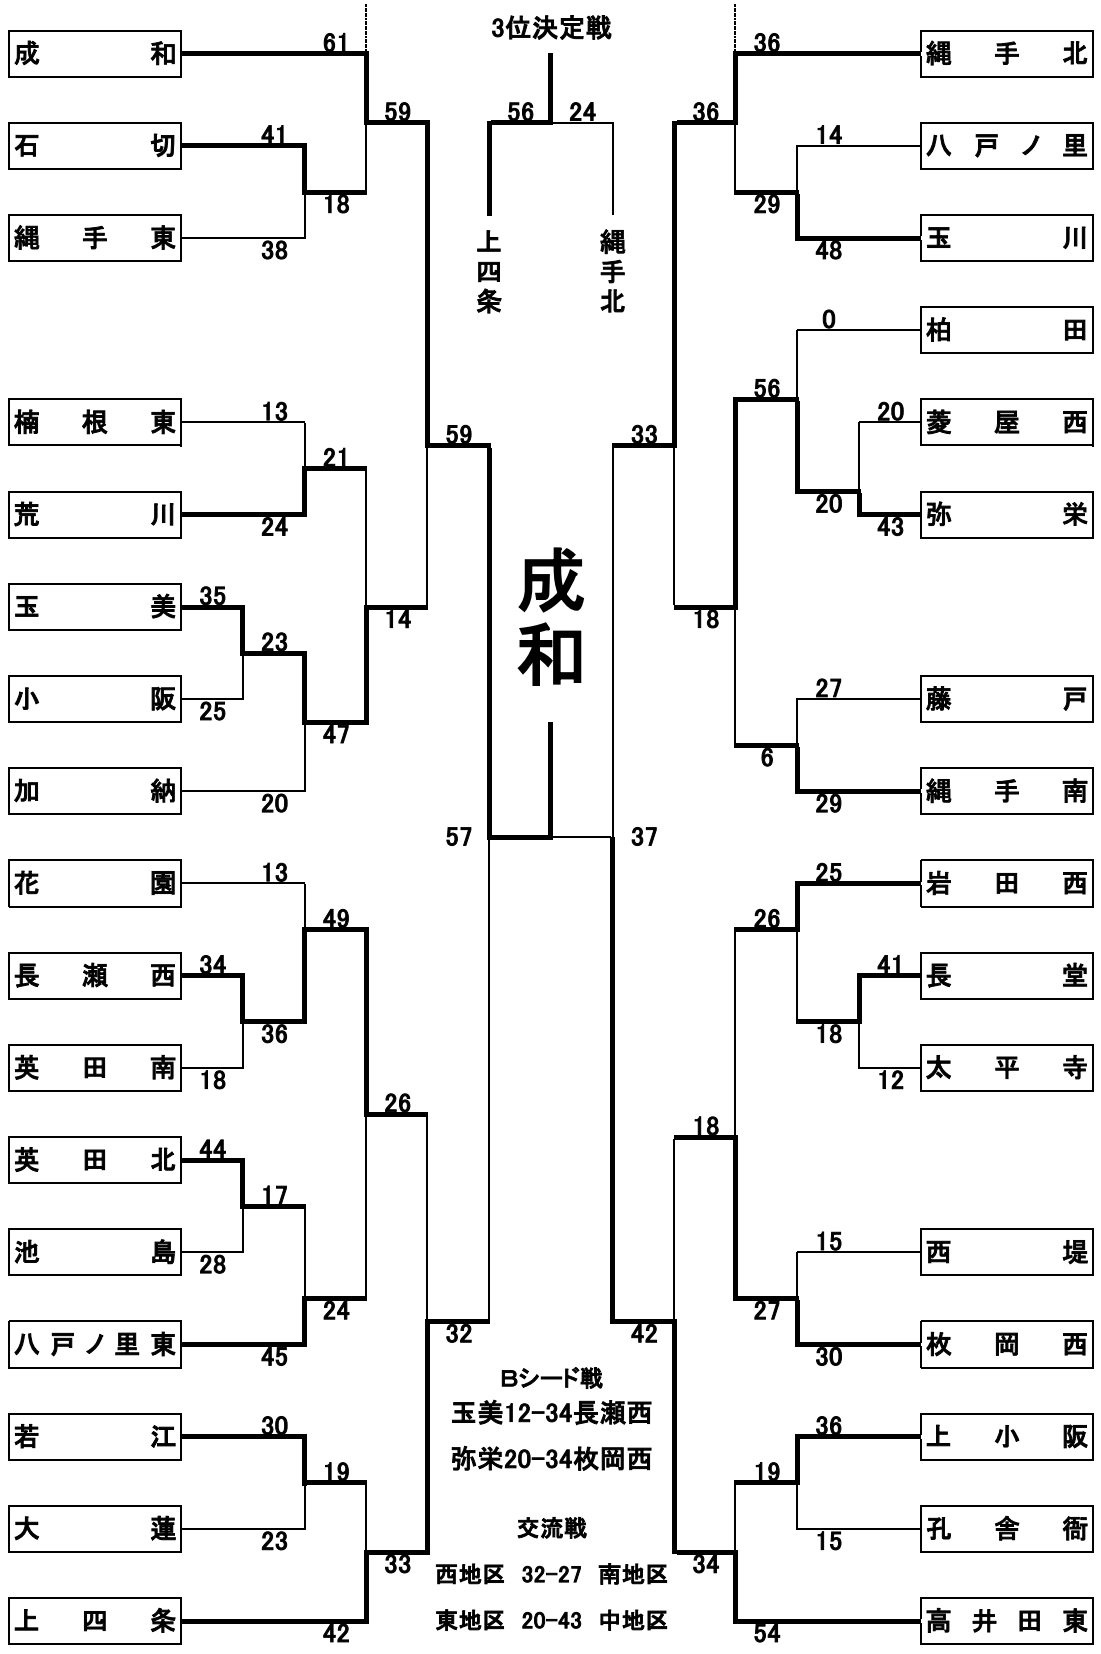 3位決定戦
61 36
成和 縄手北
59 56 24 36
41 14
石切 八戸ノ里
18 29
縄手東 上四条 縄手北 玉川
38 48
0
柏田
56
13 59 33 20
楠根東 菱屋西
21
20
荒川 弥栄
24 43
成和
35
玉美
14 18
23
小阪 27 藤戸
25
47 6
加納 縄手南
20 29
57 37
13 25
花園 岩田西
49 26
34 41
長瀬西 長堂
36 18
英田南 太平寺
18 12
26 18
44
英田北
17
15
池島 西堤
28
24 27
八戸ノ里東 32 42 枚岡西
45 30
Bシード戦
玉美12-34長瀬西
30 36
若江 上小阪
弥栄20-34枚岡西
19 19
大蓮 交流戦 孔舎衙
23 15
33 西地区 32-27 南地区 34
上四条 東地区 20-43 中地区 高井田東
42 54